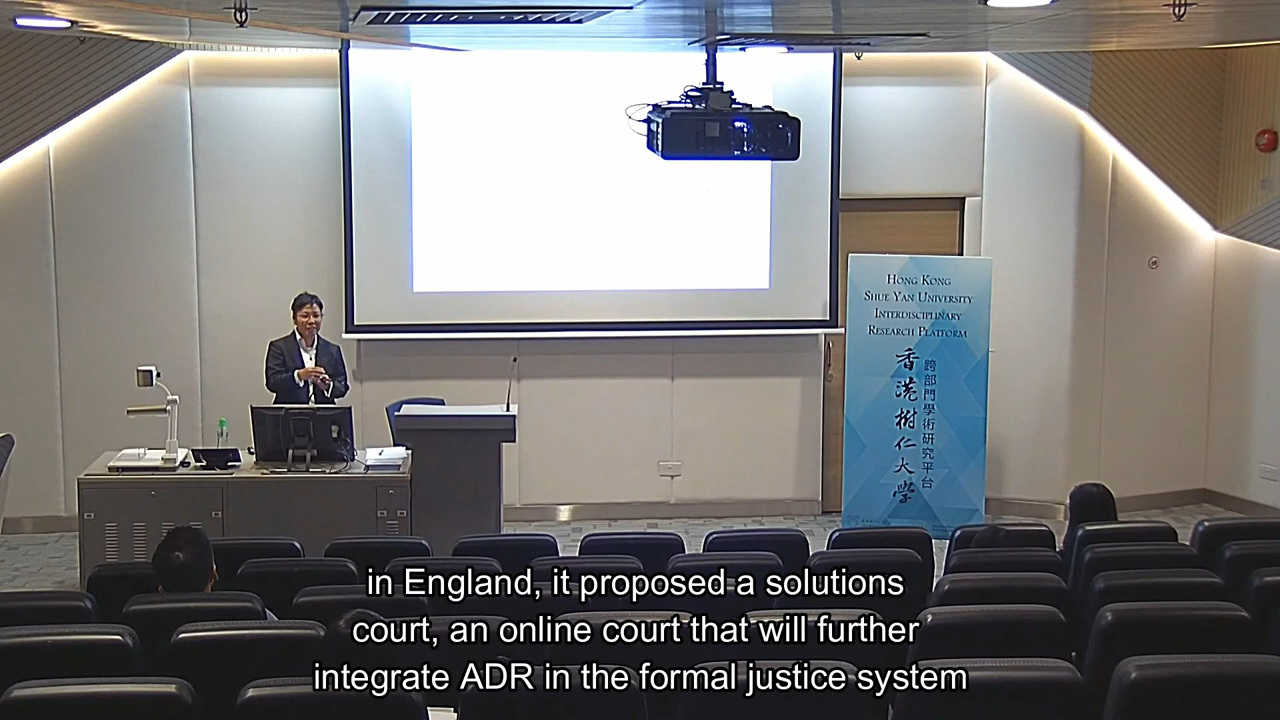 HONG KONG
SHUE YAN UNIVERSITY
INTERDISCIPLINARY
RESEARCH PLATFORM
香港樹仁大學
跨部門學術研究平台
in England, it proposed a solutions
court, an online court that will further
integrate ADR in the formal justice system